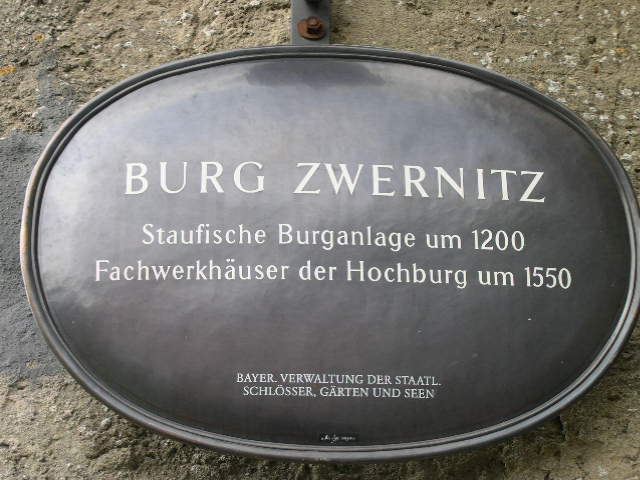 BURG ZWERNITZ
Staufische Burganlage um 1200
Fachwerkhäuser der Hochburg um 1550
BAYER. VERWALTUNG DER STAATL.
SCHLÖSSER, GÄRTEN UND SEEN